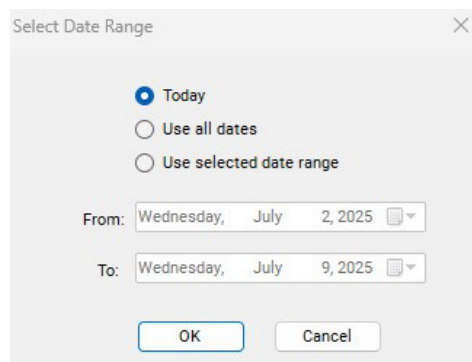 Select Date Range
Today
Use all dates
Use selected date range
From: Wednesday, July 2, 2025
To: Wednesday, July 9, 2025
OK Cancel